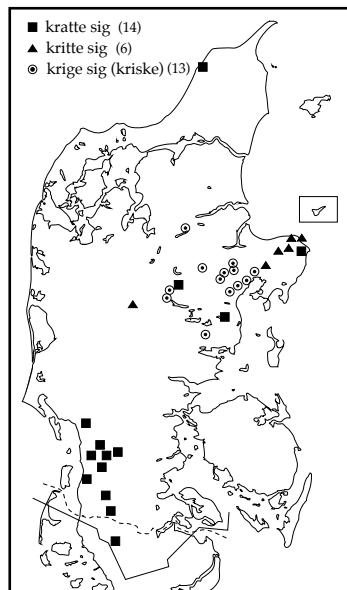 kratte sig (14)
kritte sig (6)
krige sig (kriske) (13)